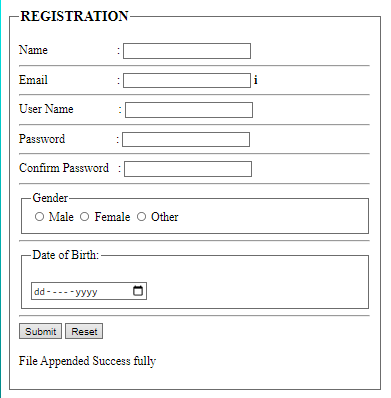 REGISTRATION
Name :
Email : i
User Name :
Password :
Confirm Password :
Gender
Male Female Other
Date of Birth:
dd-----yyyy
Submit Reset
File Appended Success fully